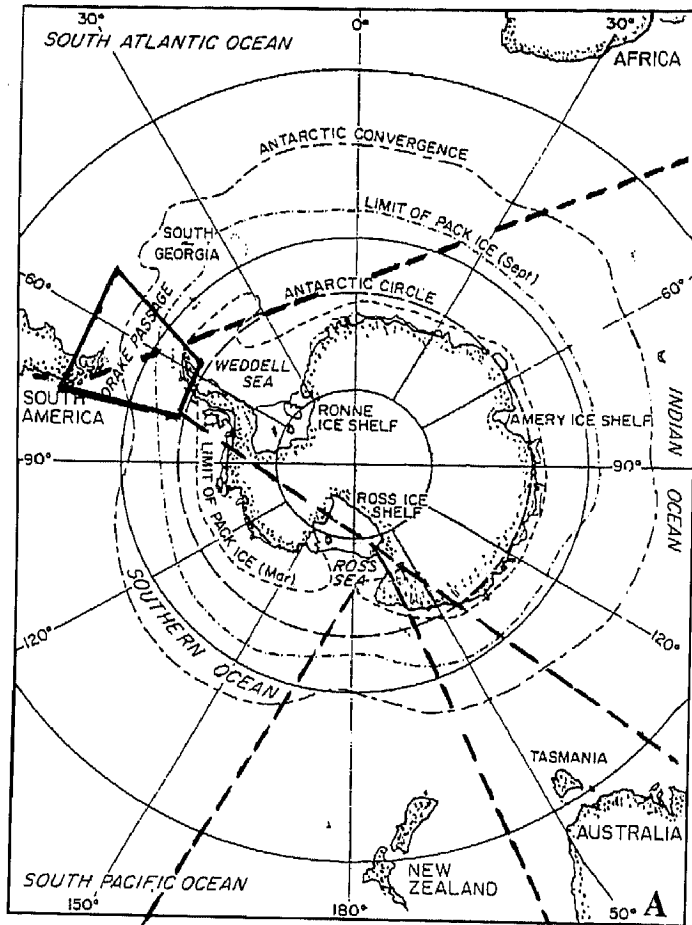 30°
0°
30°
SOUTH ATLANTIC OCEAN
AFRICA
ANTARCTIC CONVERGENCE
LIMIT OF PACK ICE (Sept)
SOUTH
GEORGIA
60°
60°
ANTARCTIC CIRCLE
DRAKE PASSAGE
WEDDELL
SEA
SOUTH
AMERICA
RONNE
ICE SHELF
AMERY ICE SHELF
INDIAN
OCEAN
90°
90°
LIMIT OF PACK ICE (Mar)
ROSS ICE
SHELF
ROSS
SEA
SOUTHERN OCEAN
120°
120°
TASMANIA
AUSTRALIA
NEW
ZEALAND
SOUTH PACIFIC OCEAN
150°
180°
50°
A